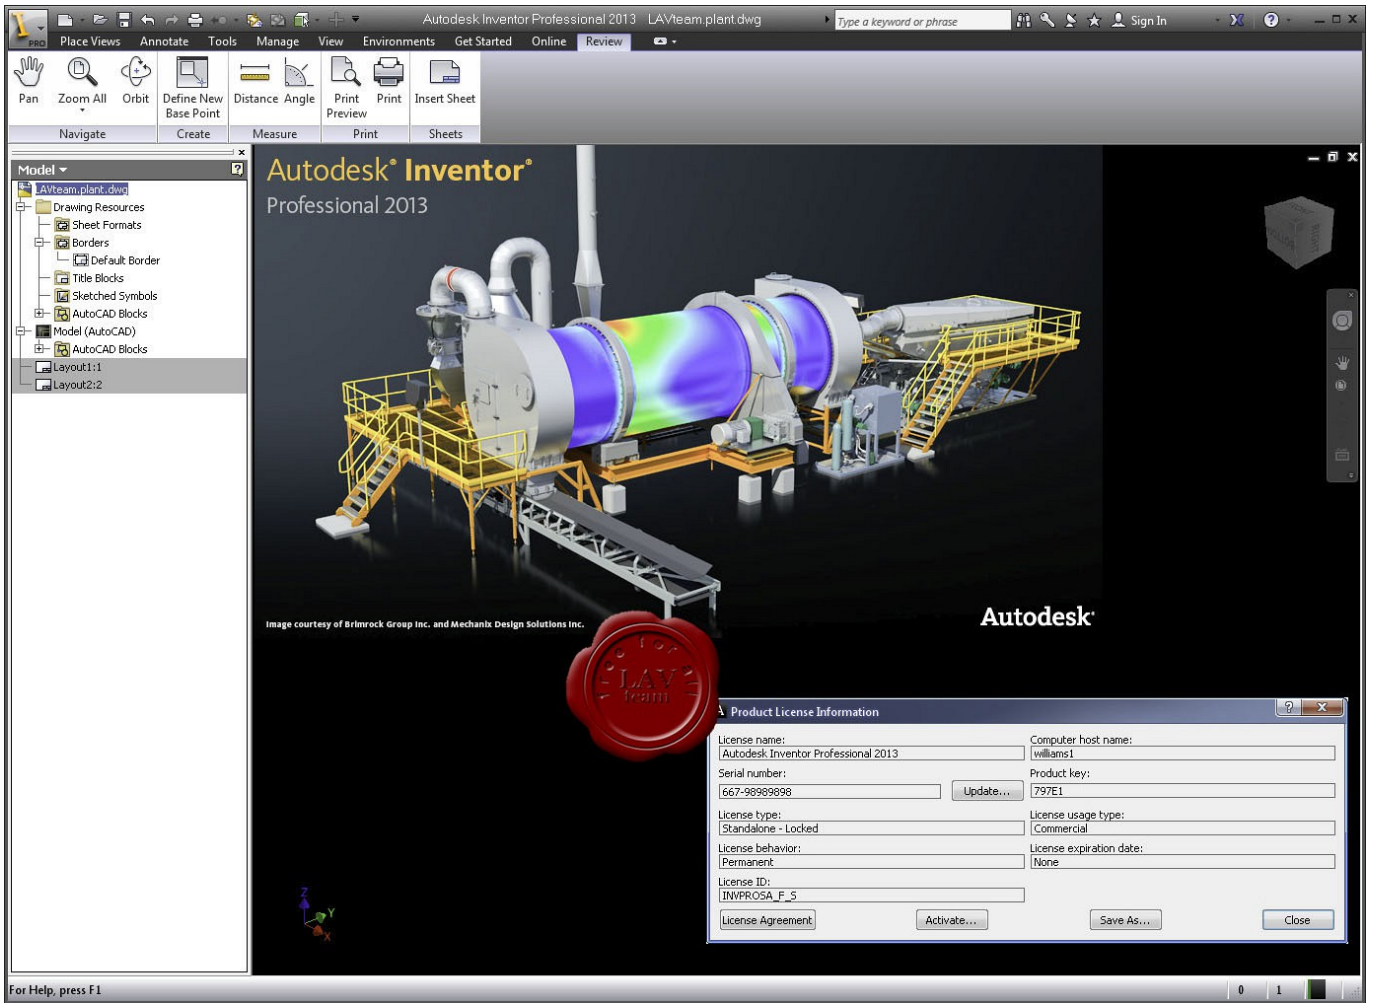 Autodesk Inventor Professional 2013 LAVteam.plant.dwg
Type a keyword or phrase
Sign In
PRO
Place Views Annotate Tools Manage View Environments Get Started Online Review
Pan Zoom All Orbit Define New Base Point Distance Angle Print Preview Print Insert Sheet
Navigate Create Measure Print Sheets
Model
LAVteam.plant.dwg
Drawing Resources
Sheet Formats
Borders
Default Border
Title Blocks
Sketched Symbols
AutoCAD Blocks
Model (AutoCAD)
AutoCAD Blocks
Layout1:1
Layout2:2
Autodesk® Inventor®
Professional 2013
Image courtesy of Brimrock Group Inc. and Mechanix Design Solutions Inc.
Autodesk®
free for all
LAV
team
Product License Information
License name:
Autodesk Inventor Professional 2013
Computer host name:
williams1
Serial number:
667-98989898
Update...
Product key:
797E1
License type:
Standalone - Locked
License usage type:
Commercial
License behavior:
Permanent
License expiration date:
None
License ID:
INVPROSA_F_S
License Agreement Activate... Save As... Close
Z
Y
X
For Help, press F1
0 1